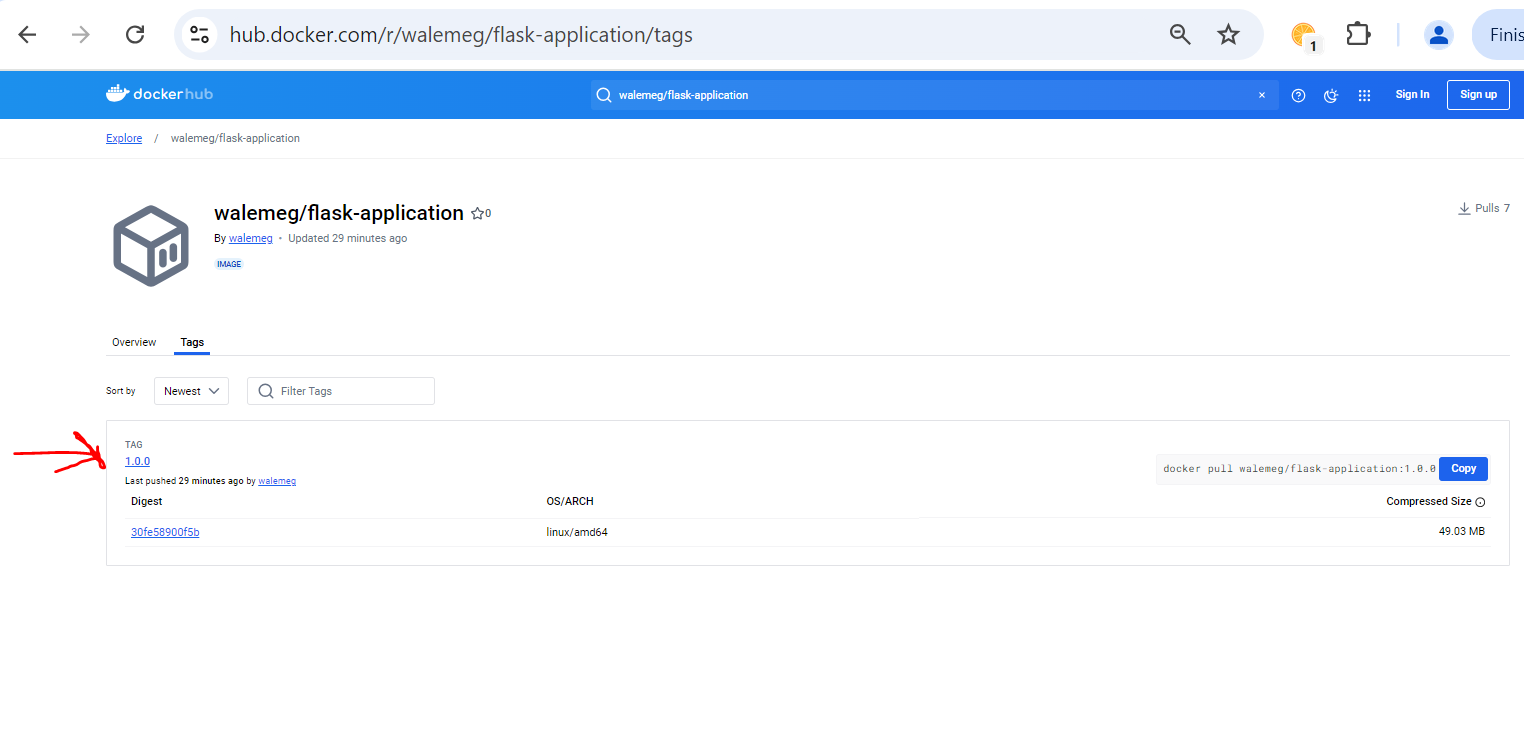 hub.docker.com/r/walemeg/flask-application/tags
1
Finis
dockerhub
walemeg/flask-application
Sign In
Sign up
Explore / walemeg/flask-application
walemeg/flask-application 0
Pulls 7
By walemeg • Updated 29 minutes ago
IMAGE
Overview
Tags
Sort by
Newest
Filter Tags
TAG
1.0.0
docker pull walemeg/flask-application:1.0.0
Copy
Last pushed 29 minutes ago by walemeg
Digest
OS/ARCH
Compressed Size
30fe58900f5b
linux/amd64
49.03 MB